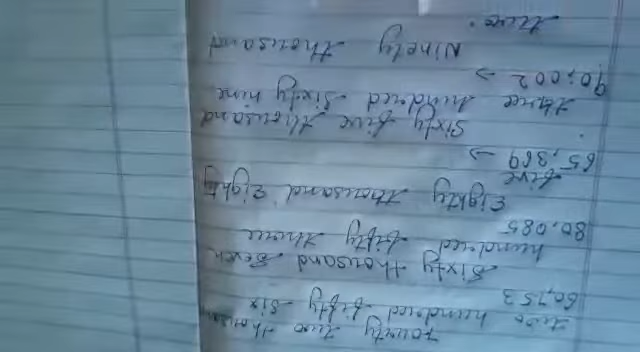 Fourty two thousand
two hundred fifty six
60,753
Sixty thousand Seven
hundred fifty three
80,085
Eighty thousand Eighty
five
65,369 →
Sixty five thousand
three hundred Sixty nine
90,002 →
Ninety thousand
two.